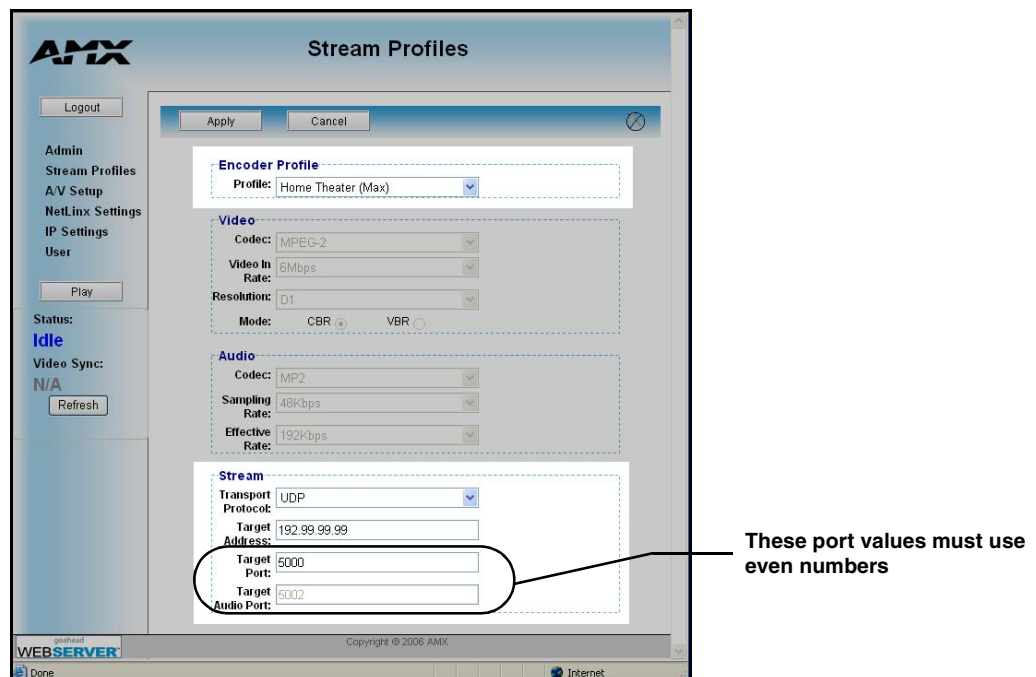 AMX
Stream Profiles
Logout
Apply
Cancel
Admin
Stream Profiles
A/V Setup
NetLinx Settings
IP Settings
User
Play
Status:
Idle
Video Sync:
N/A
Refresh
Encoder Profile
Profile: Home Theater (Max)
Video
Codec: MPEG-2
Video In Rate: 6Mbps
Resolution: D1
Mode: CBR VBR
Audio
Codec: MP2
Sampling Rate: 48Kbps
Effective Rate: 192Kbps
Stream
Transport Protocol: UDP
Target Address: 192.99.99.99
Target Port: 5000
Target Audio Port: 5002
These port values must use
even numbers
goahead
WEBSERVER
Copyright © 2006 AMX
Done
Internet